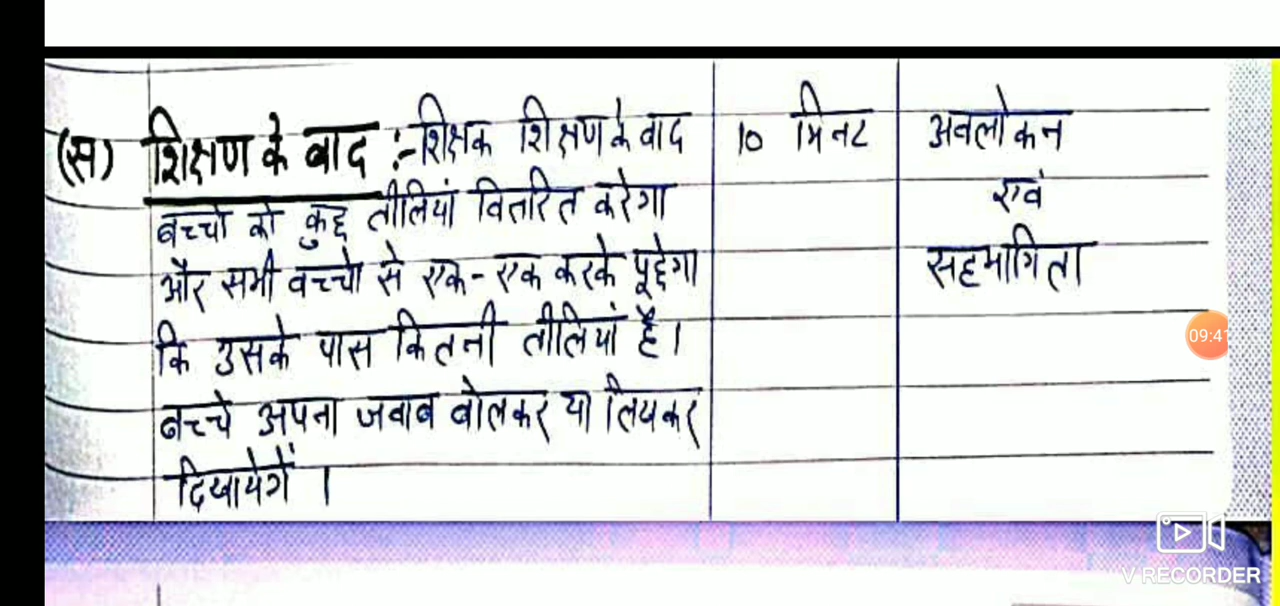 (स) शिक्षण के बाद :- शिक्षक शिक्षण के बाद 10 मिनट अवलोकन
बच्चो को कुछ तीलियां वितरित करेगा एवं
और सभी बच्चो से एक-एक करके पूछेगा सहभागिता
कि उसके पास कितनी तीलियां है।
बच्चे अपना जवाब बोलकर या लिखकर
दिखायेगें ।
09:41
V RECORDER